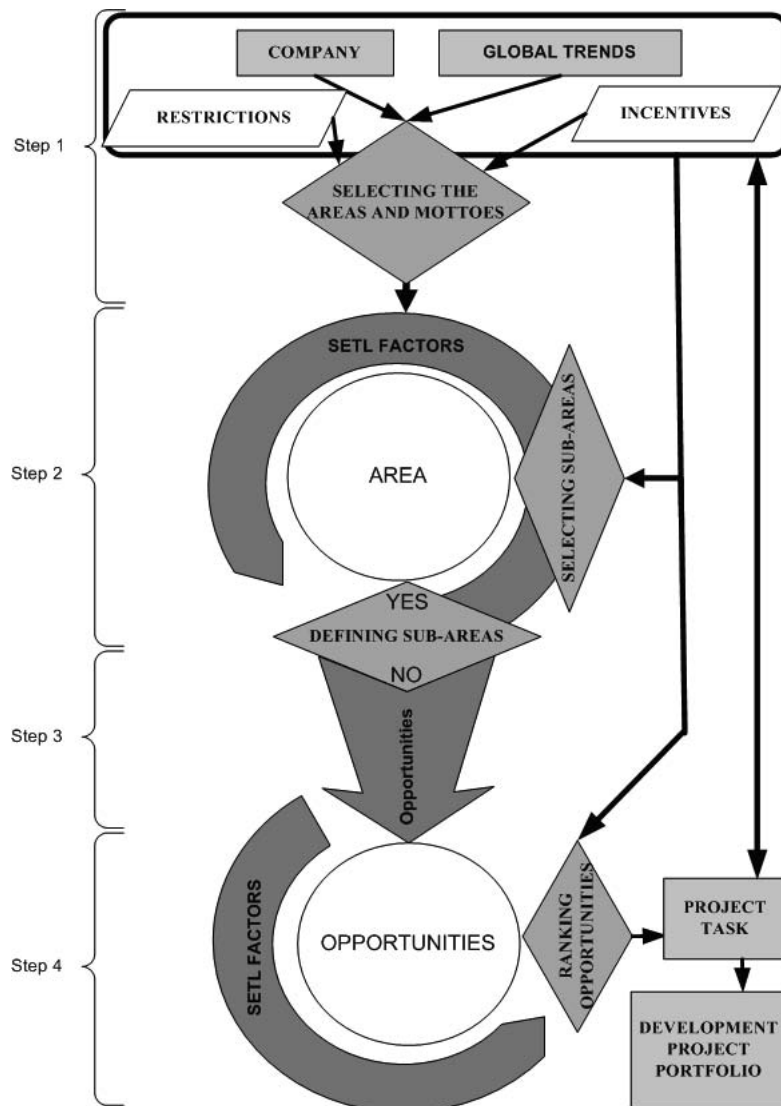 COMPANY
GLOBAL TRENDS
RESTRICTIONS
INCENTIVES
Step 1
SELECTING THE
AREAS AND MOTTOES
SETL FACTORS
SELECTING SUB-AREAS
Step 2
AREA
YES
DEFINING SUB-AREAS
NO
Step 3
Opportunities
SETL FACTORS
OPPORTUNITIES
RANKING
OPPORTUNITIES
PROJECT
TASK
Step 4
DEVELOPMENT
PROJECT
PORTFOLIO